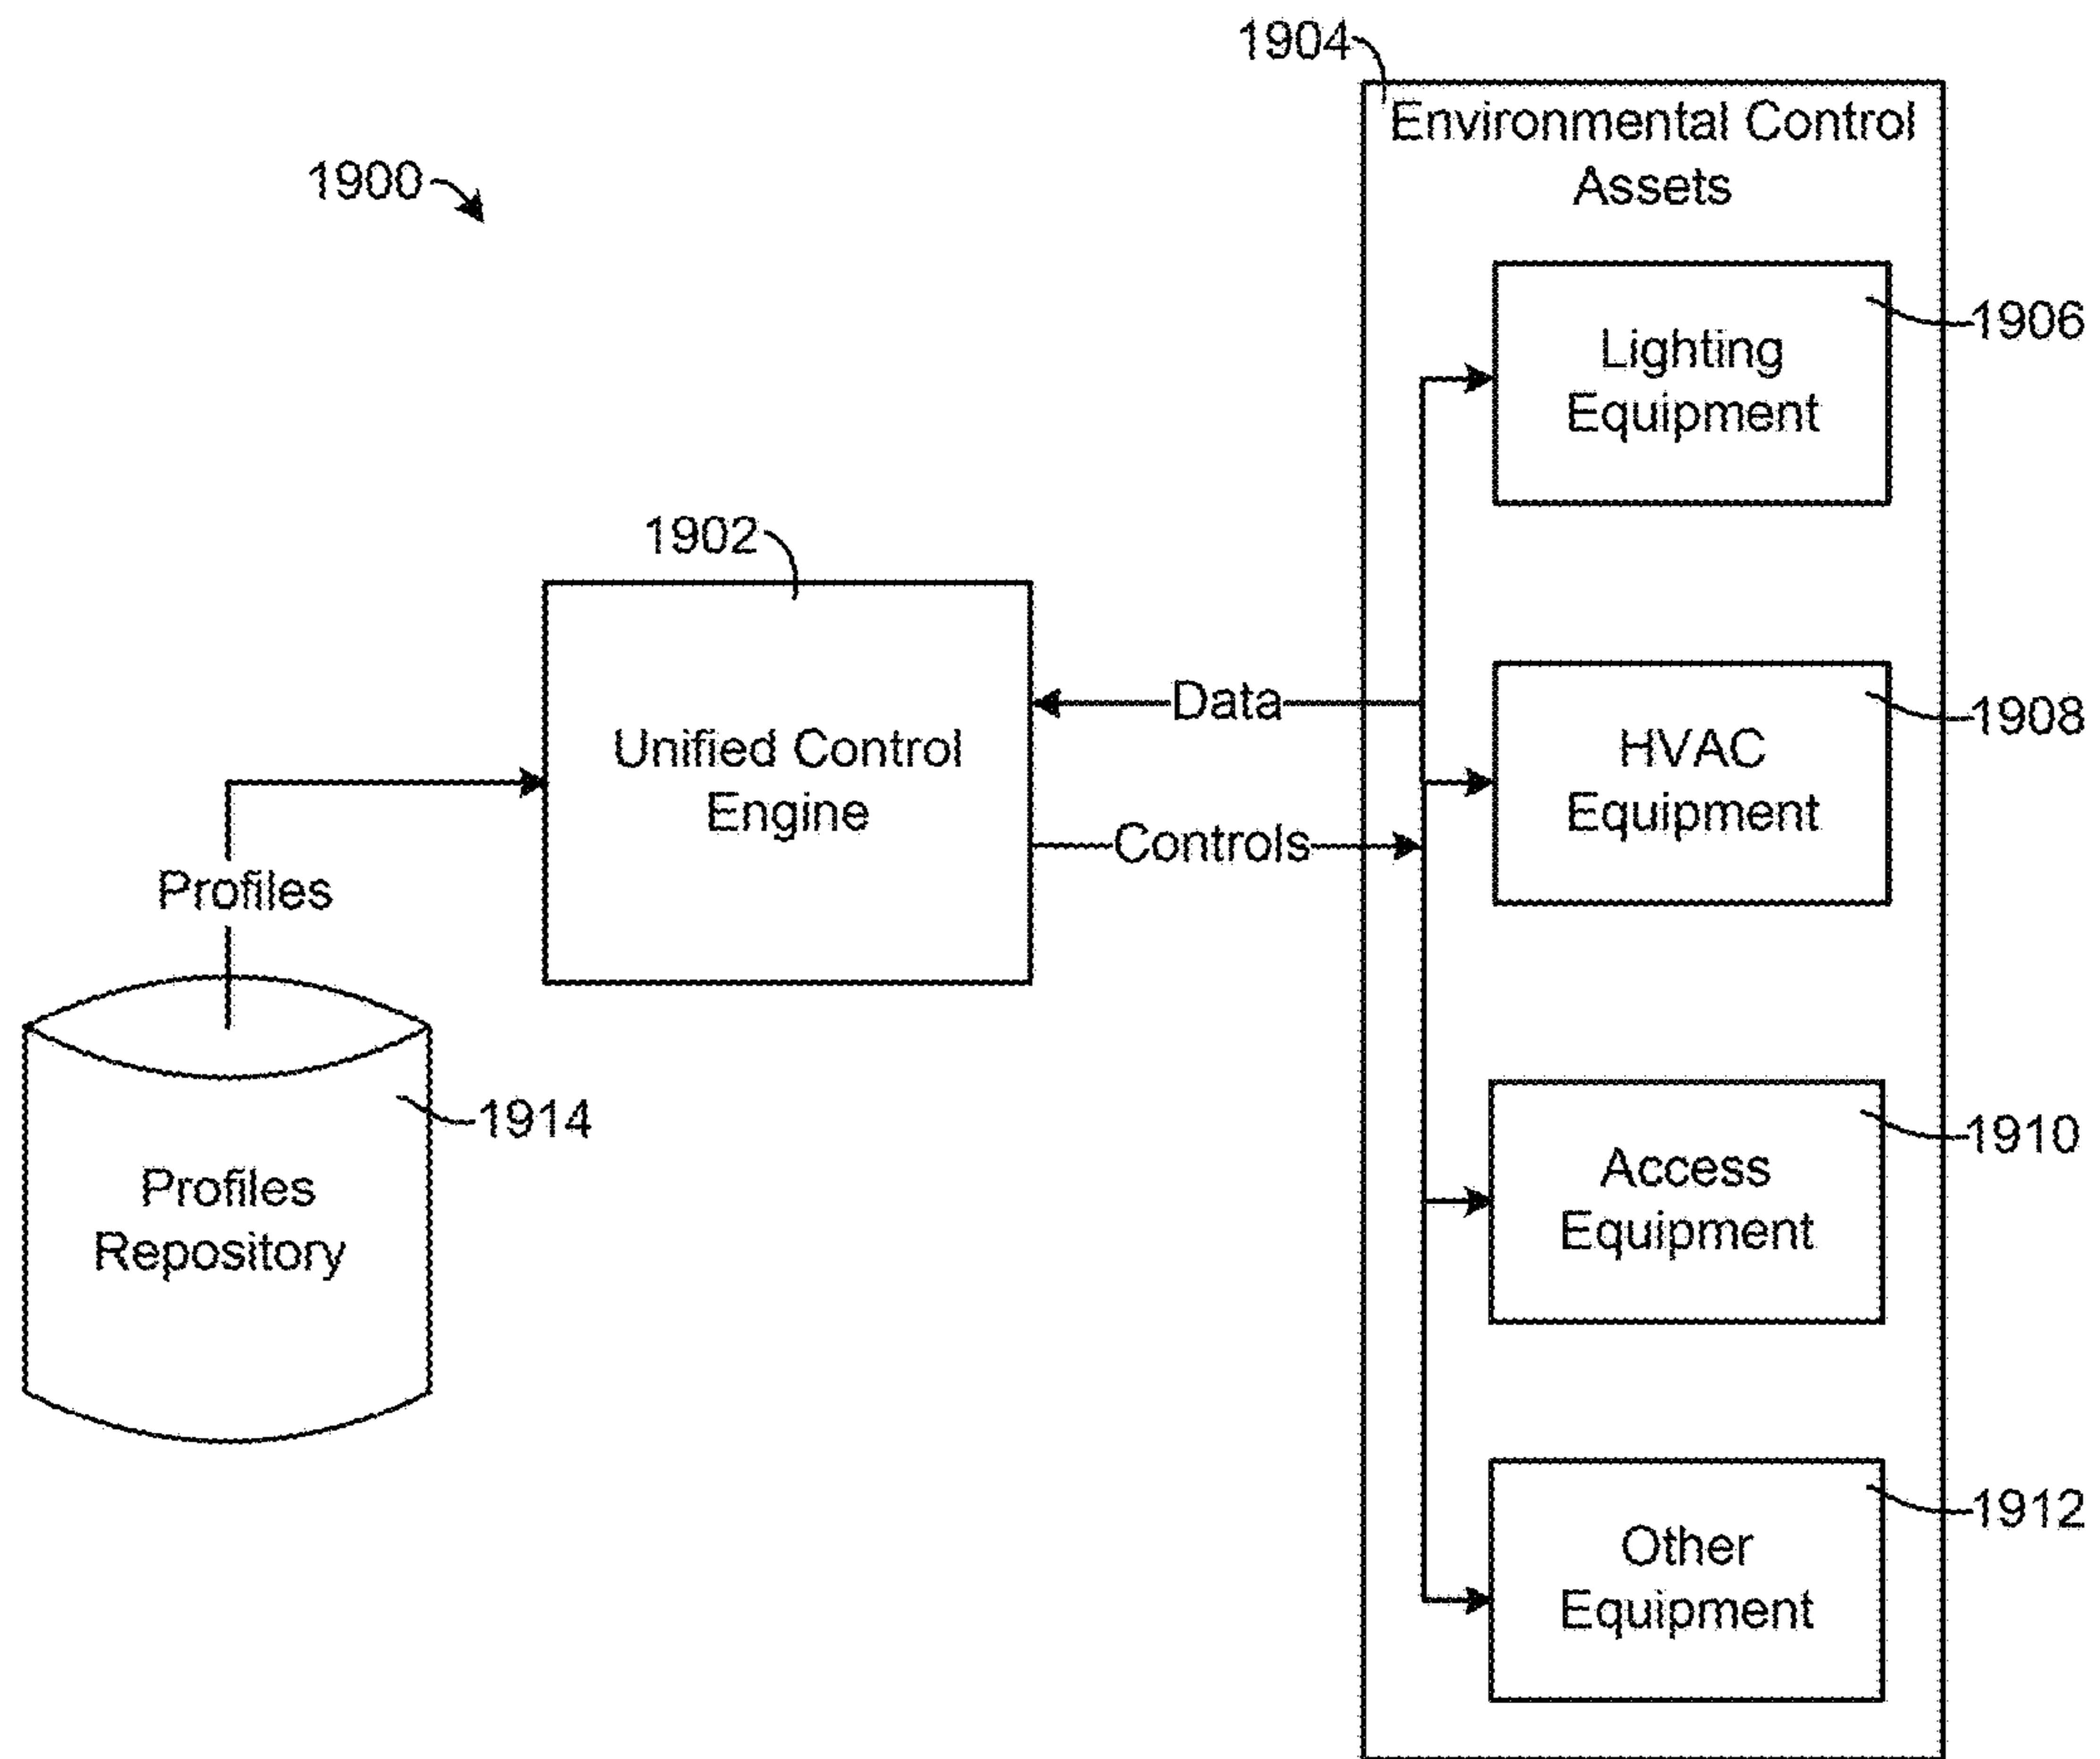 1904
Environmental Control
Assets
1900
1906
Lighting
Equipment
1902
Data
1908
Unified Control
Engine
HVAC
Equipment
Controls
Profiles
1914
1910
Access
Equipment
Profiles
Repository
1912
Other
Equipment